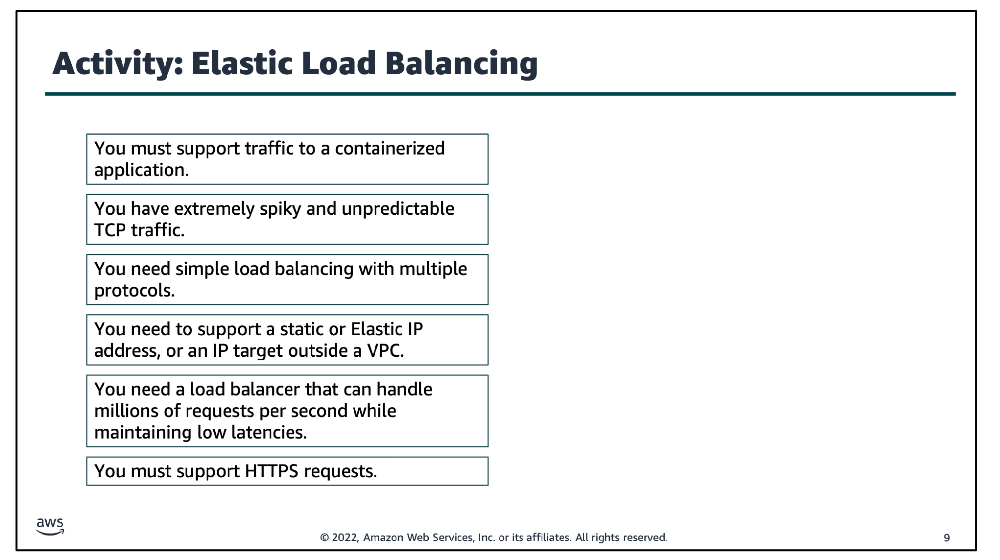 Activity: Elastic Load Balancing
You must support traffic to a containerized
application.
You have extremely spiky and unpredictable
TCP traffic.
You need simple load balancing with multiple
protocols.
You need to support a static or Elastic IP
address, or an IP target outside a VPC.
You need a load balancer that can handle
millions of requests per second while
maintaining low latencies.
You must support HTTPS requests.
aws
© 2022, Amazon Web Services, Inc. or its affiliates. All rights reserved.
9